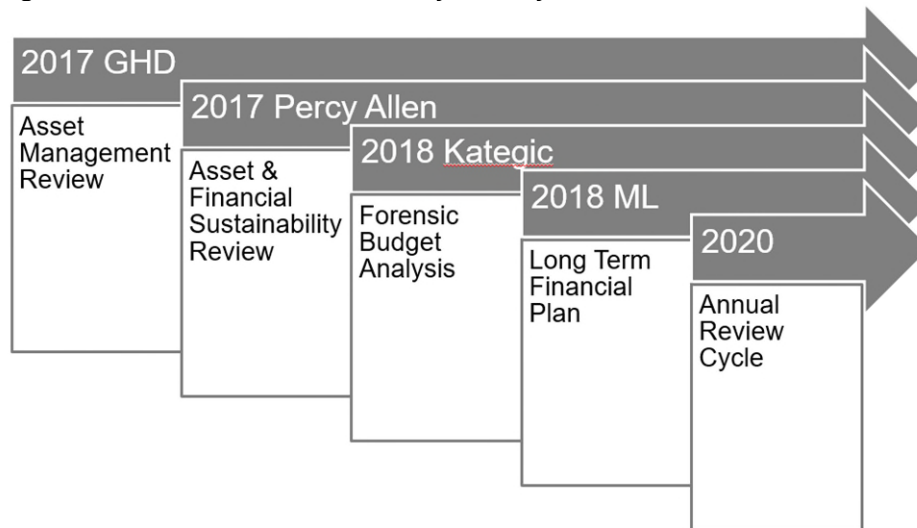 2017 GHD
Asset
Management
Review
2017 Percy Allen
Asset &
Financial
Sustainability
Review
2018 Kategic
Forensic
Budget
Analysis
2018 ML
Long Term
Financial
Plan
2020
Annual
Review
Cycle